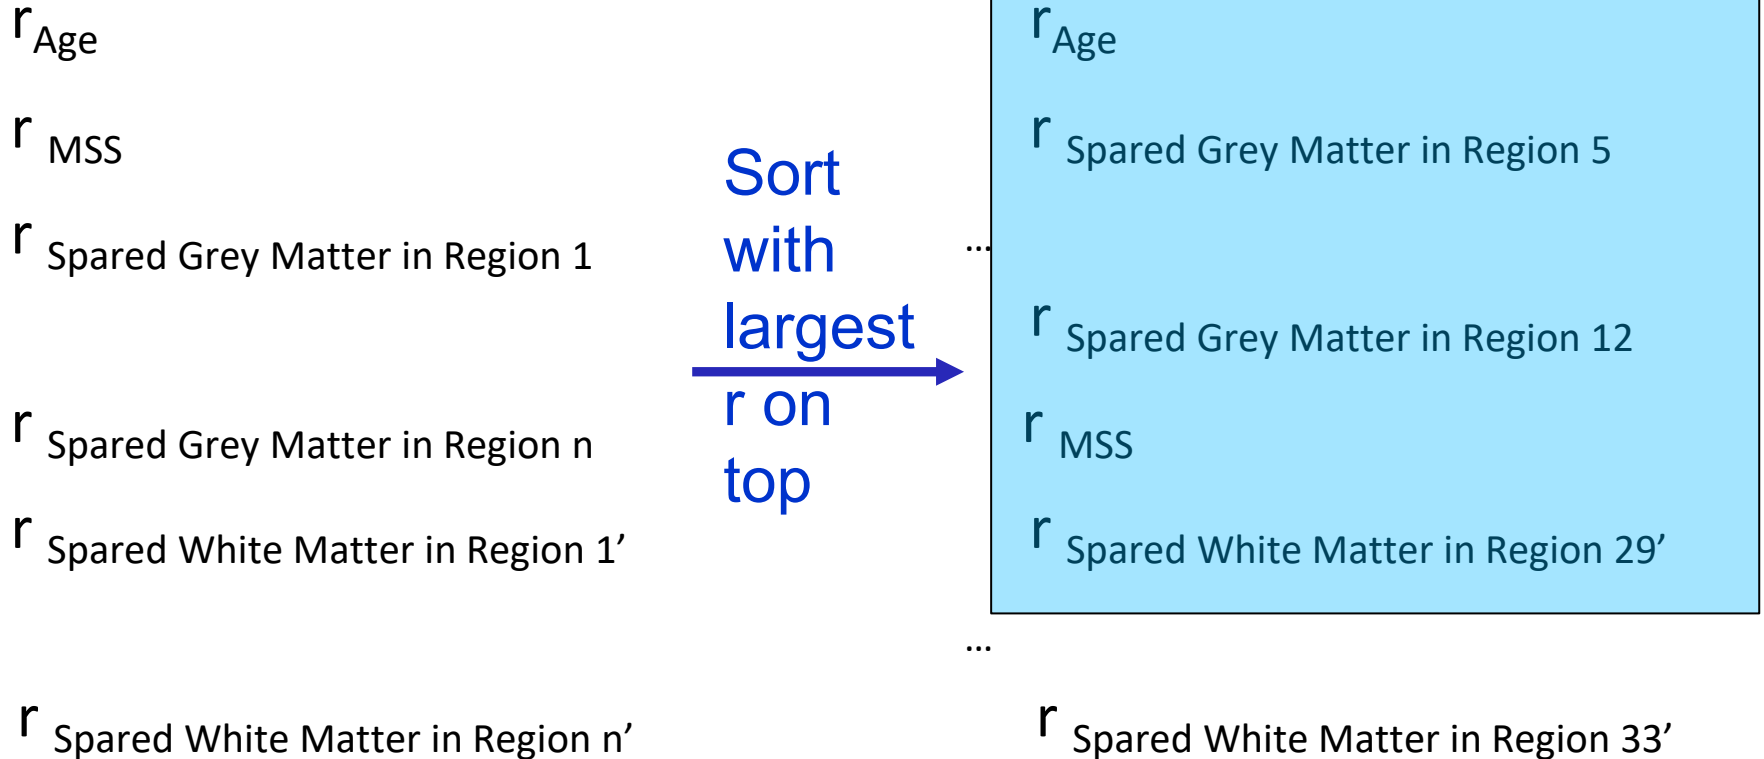 r Age
r MSS
r Spared Grey Matter in Region 1
r Spared Grey Matter in Region n
r Spared White Matter in Region 1’
r Spared White Matter in Region n’
Sort
with
largest
r on
top
…
…
r Age
r Spared Grey Matter in Region 5
r Spared Grey Matter in Region 12
r MSS
r Spared White Matter in Region 29’
r Spared White Matter in Region 33’